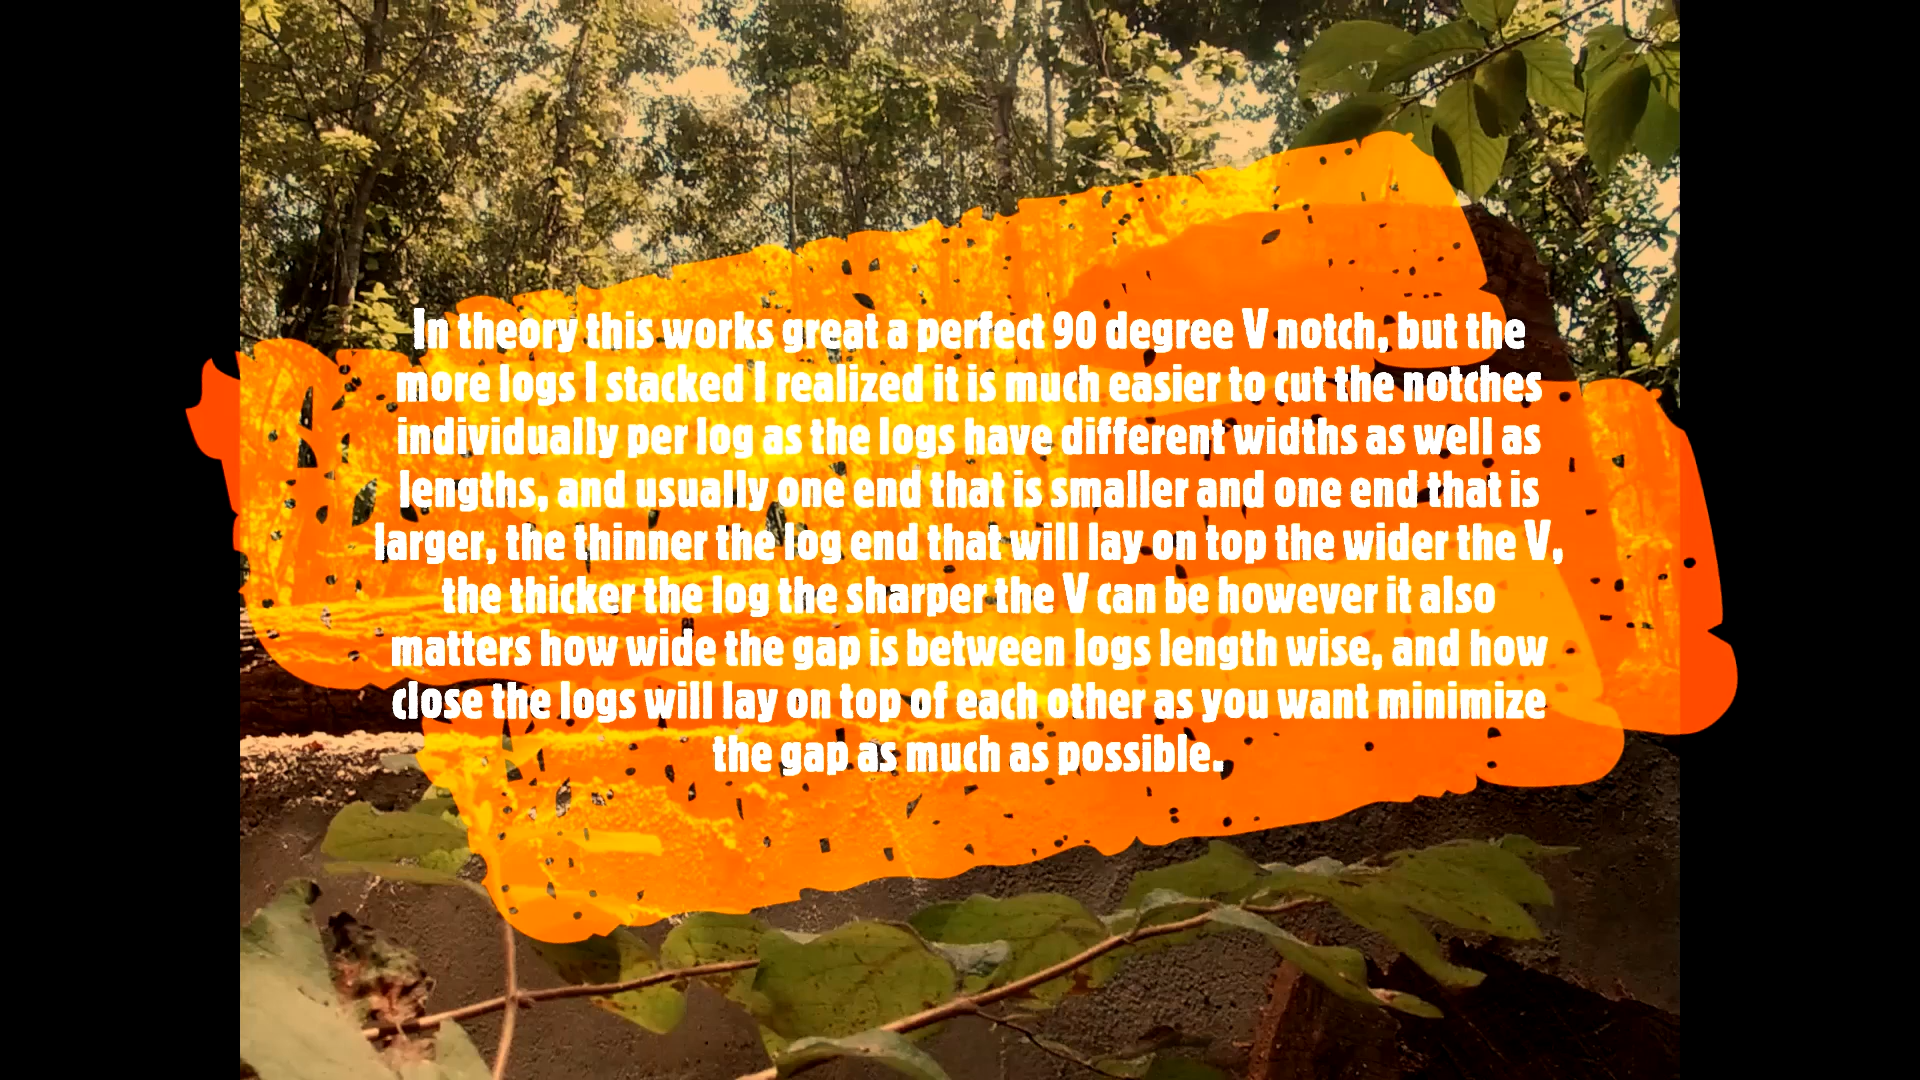 In theory this works great a perfect 90 degree V notch, but the
more logs I stacked I realized it is much easier to cut the notches
individually per log as the logs have different widths as well as
lengths, and usually one end that is smaller and one end that is
larger, the thinner the log end that will lay on top the wider the V,
the thicker the log the sharper the V can be however it also
matters how wide the gap is between logs length wise, and how
close the logs will lay on top of each other as you want minimize
the gap as much as possible.